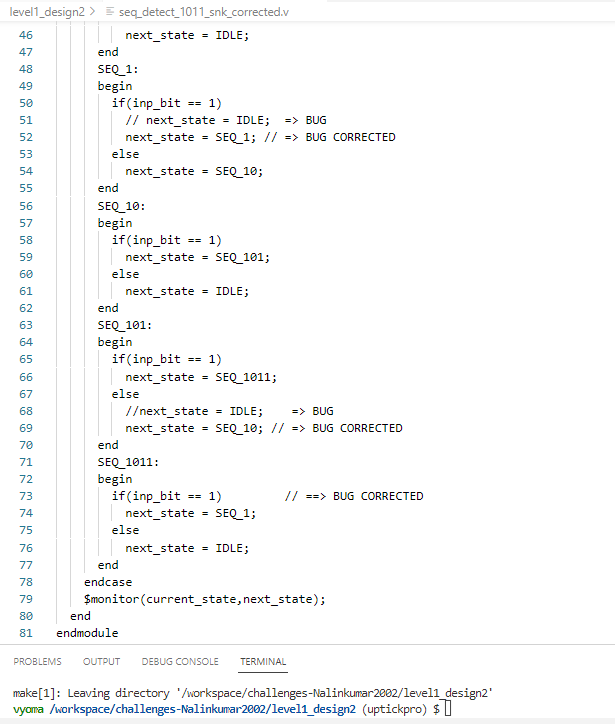 level1_design2 > seq_detect_1011_snk_corrected.v
46 next_state = IDLE;
47 end
48 SEQ_1:
49 begin
50 if(inp_bit == 1)
51 // next_state = IDLE;  => BUG
52 next_state = SEQ_1; // => BUG CORRECTED
53 else
54 next_state = SEQ_10;
55 end
56 SEQ_10:
57 begin
58 if(inp_bit == 1)
59 next_state = SEQ_101;
60 else
61 next_state = IDLE;
62 end
63 SEQ_101:
64 begin
65 if(inp_bit == 1)
66 next_state = SEQ_1011;
67 else
68 //next_state = IDLE;    => BUG
69 next_state = SEQ_10; // => BUG CORRECTED
70 end
71 SEQ_1011:
72 begin
73 if(inp_bit == 1)         // ==> BUG CORRECTED
74 next_state = SEQ_1;
75 else
76 next_state = IDLE;
77 end
78 endcase
79 $monitor(current_state,next_state);
80 end
81 endmodule
PROBLEMS OUTPUT DEBUG CONSOLE TERMINAL
make[1]: Leaving directory '/workspace/challenges-Nalinkumar2002/level1_design2'
vyoma /workspace/challenges-Nalinkumar2002/level1_design2 (uptickpro) $